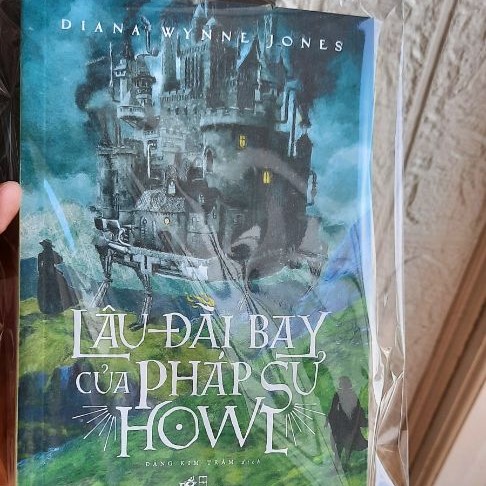 DIANA WYNNE JONES
LÂU ĐÀI BAY
CỦA PHÁP SƯ
HOWL
ĐẶNG KIM TRÂM dịch